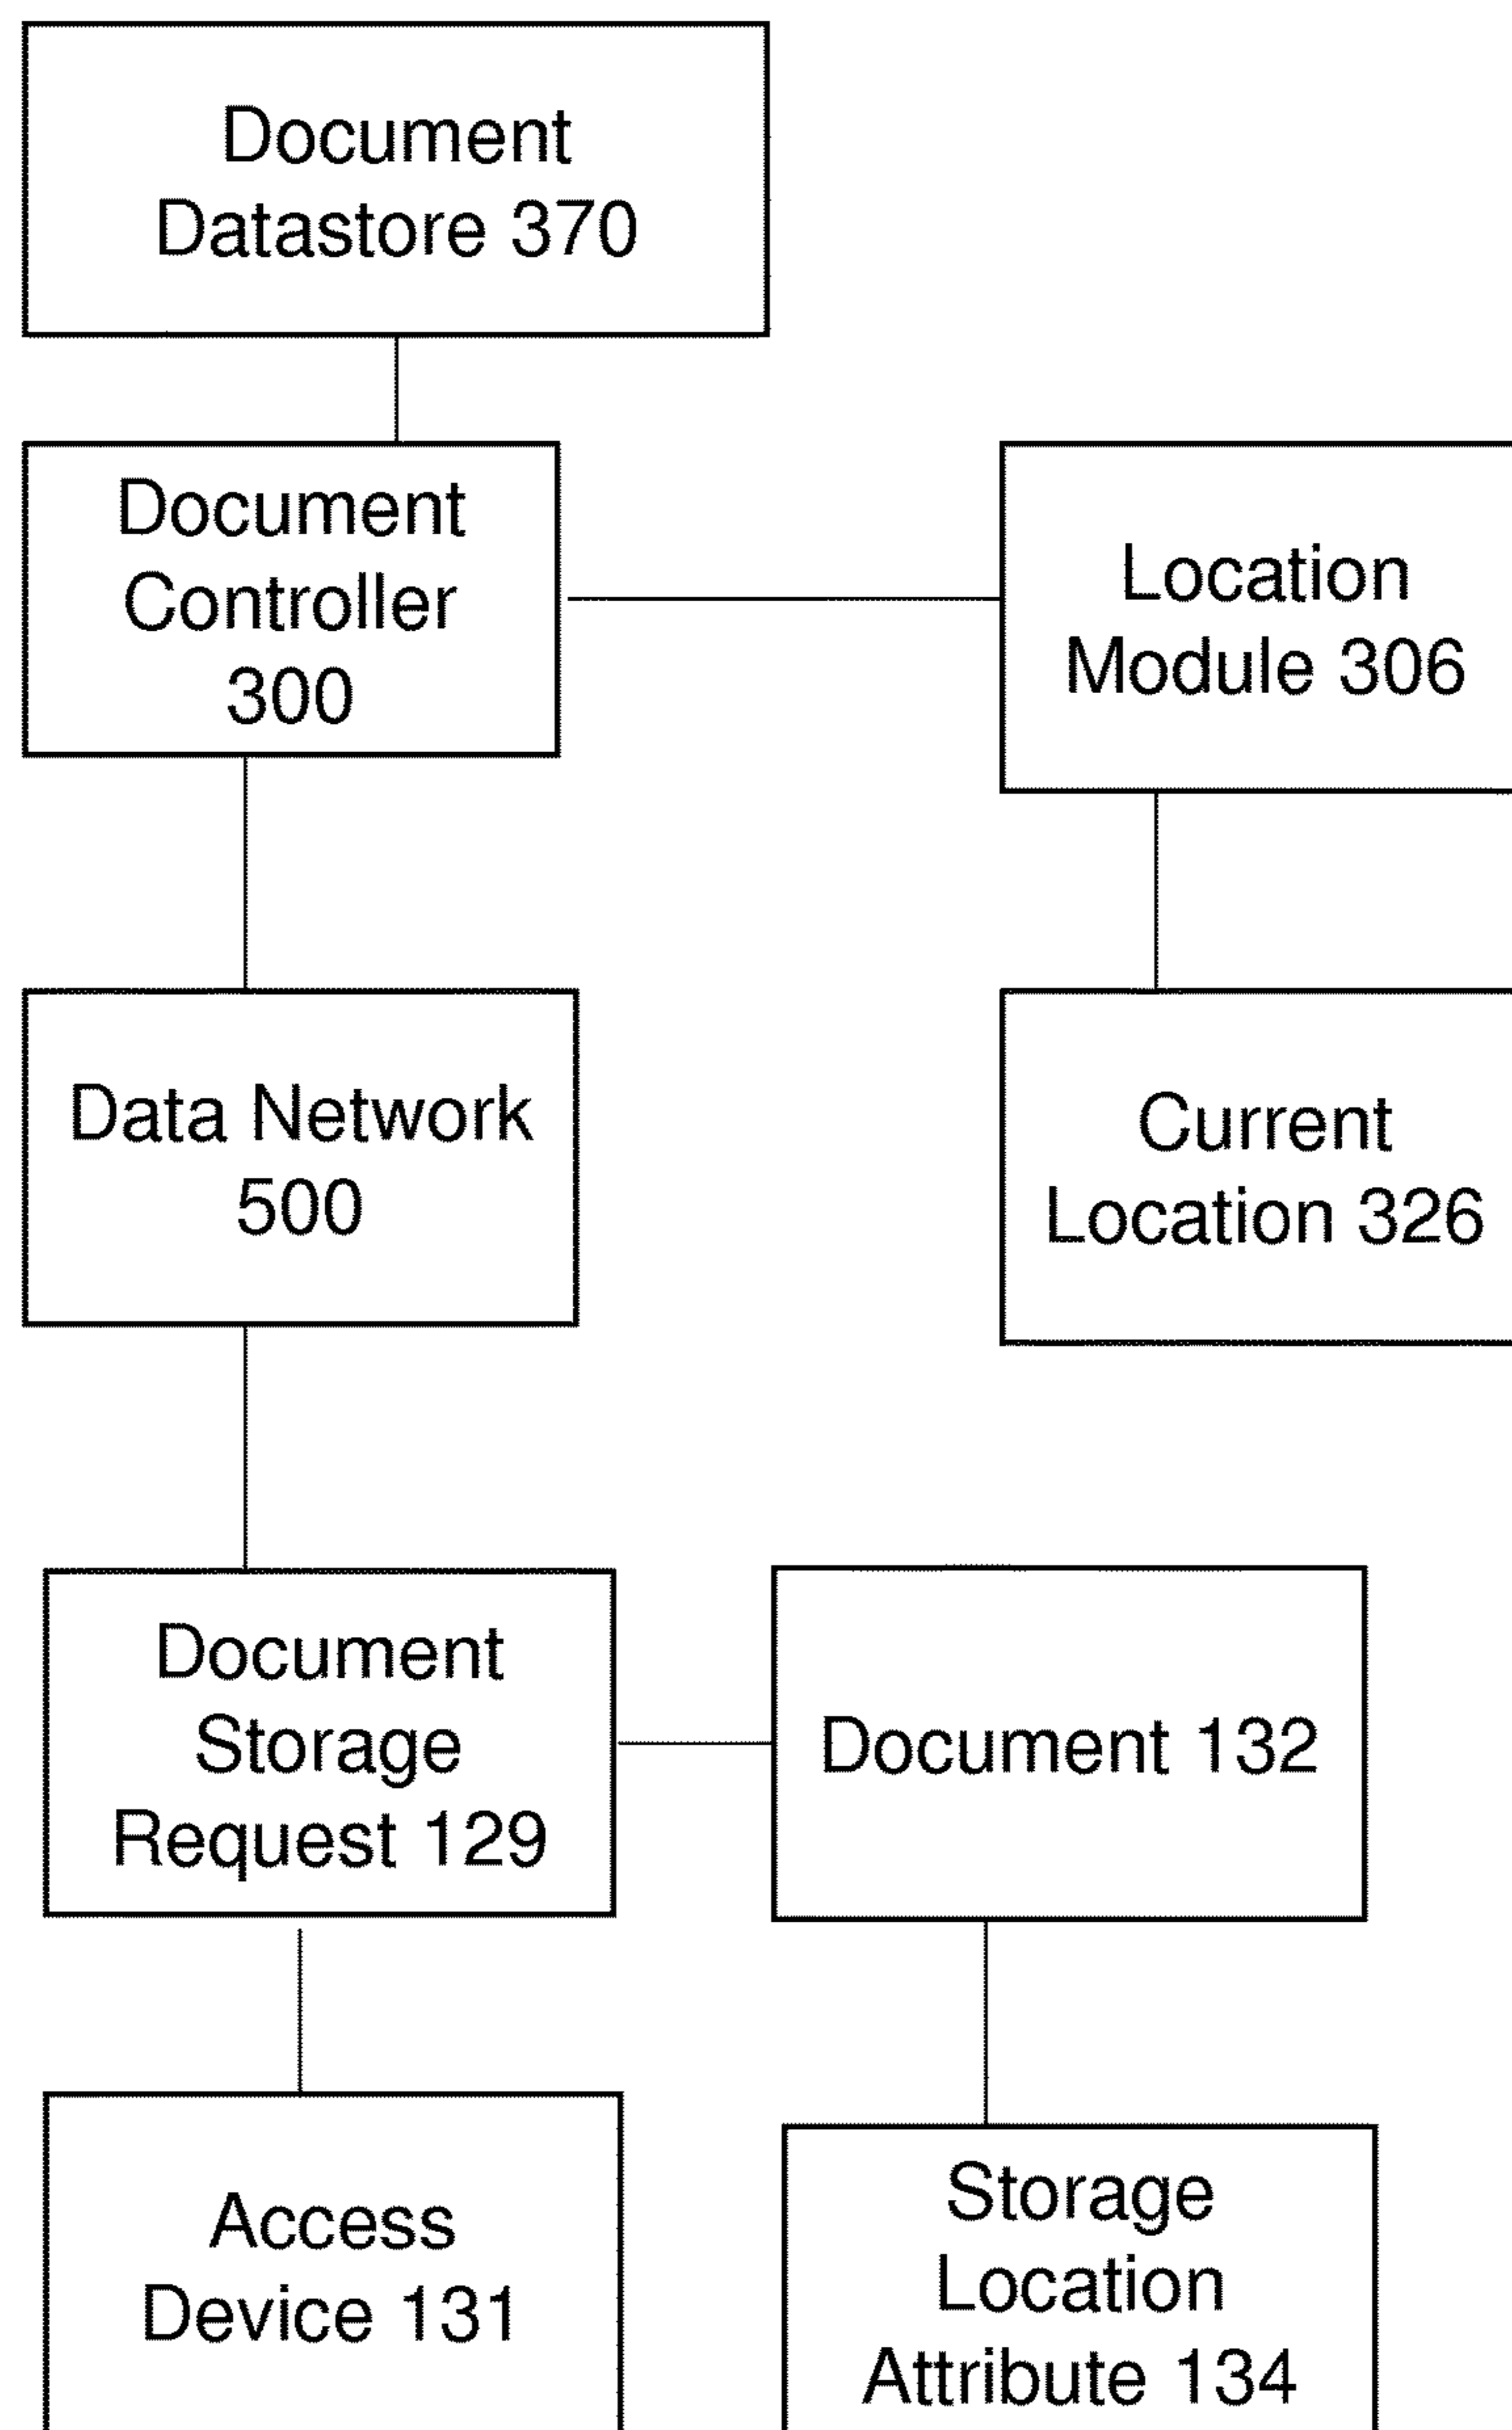 Document
Datastore 370
Document
Controller
300
Location
Module 306
Data Network
500
Current
Location 326
Document
Storage
Request 129
Document 132
Access
Device 131
Storage
Location
Attribute 134